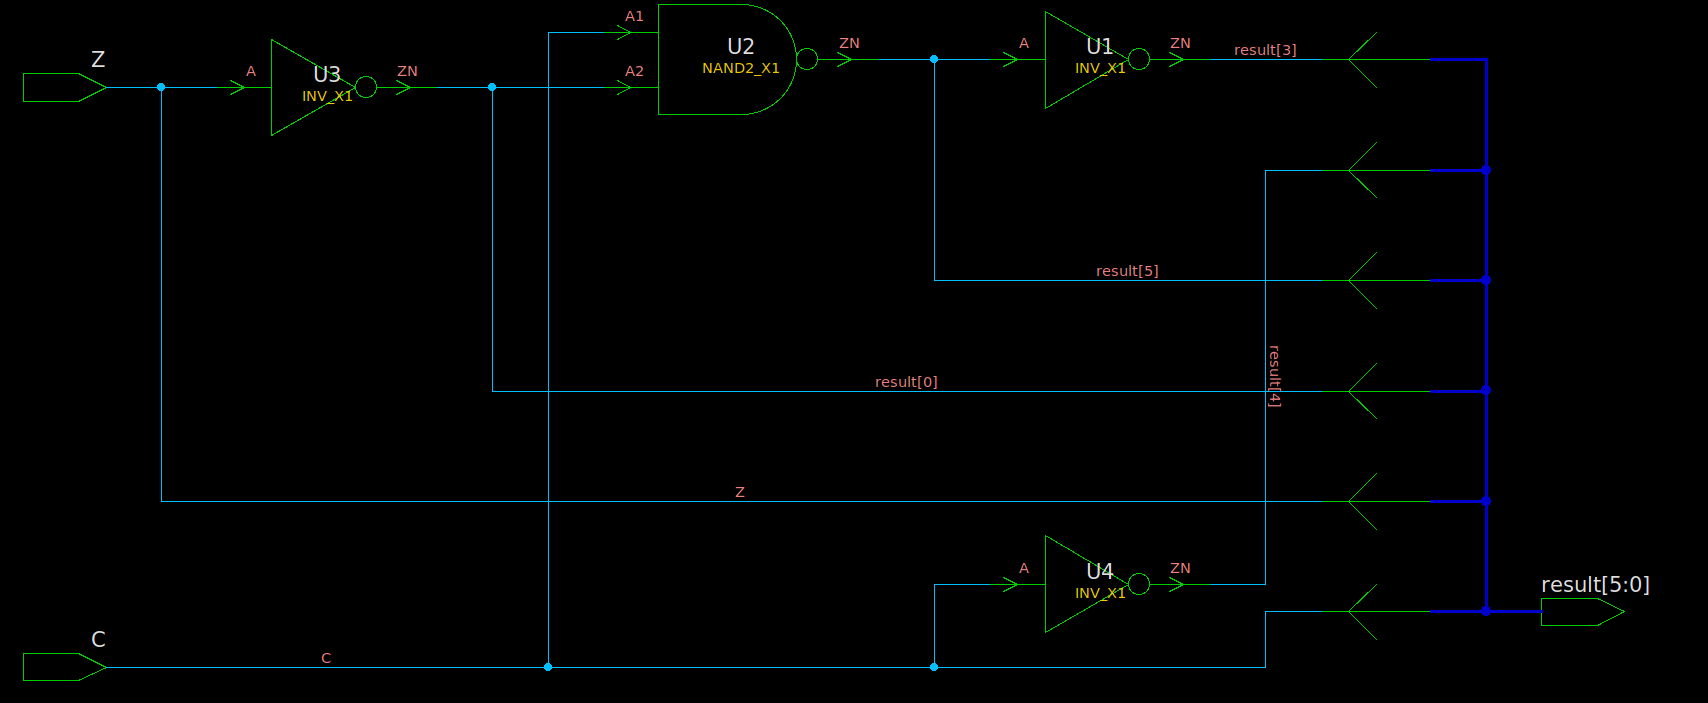 Z
A
U3
INV_X1
ZN
A1
A2
U2
NAND2_X1
ZN
A
U1
INV_X1
ZN
result[3]
result[5]
result[4]
result[0]
Z
A
U4
INV_X1
ZN
result[5:0]
C
C